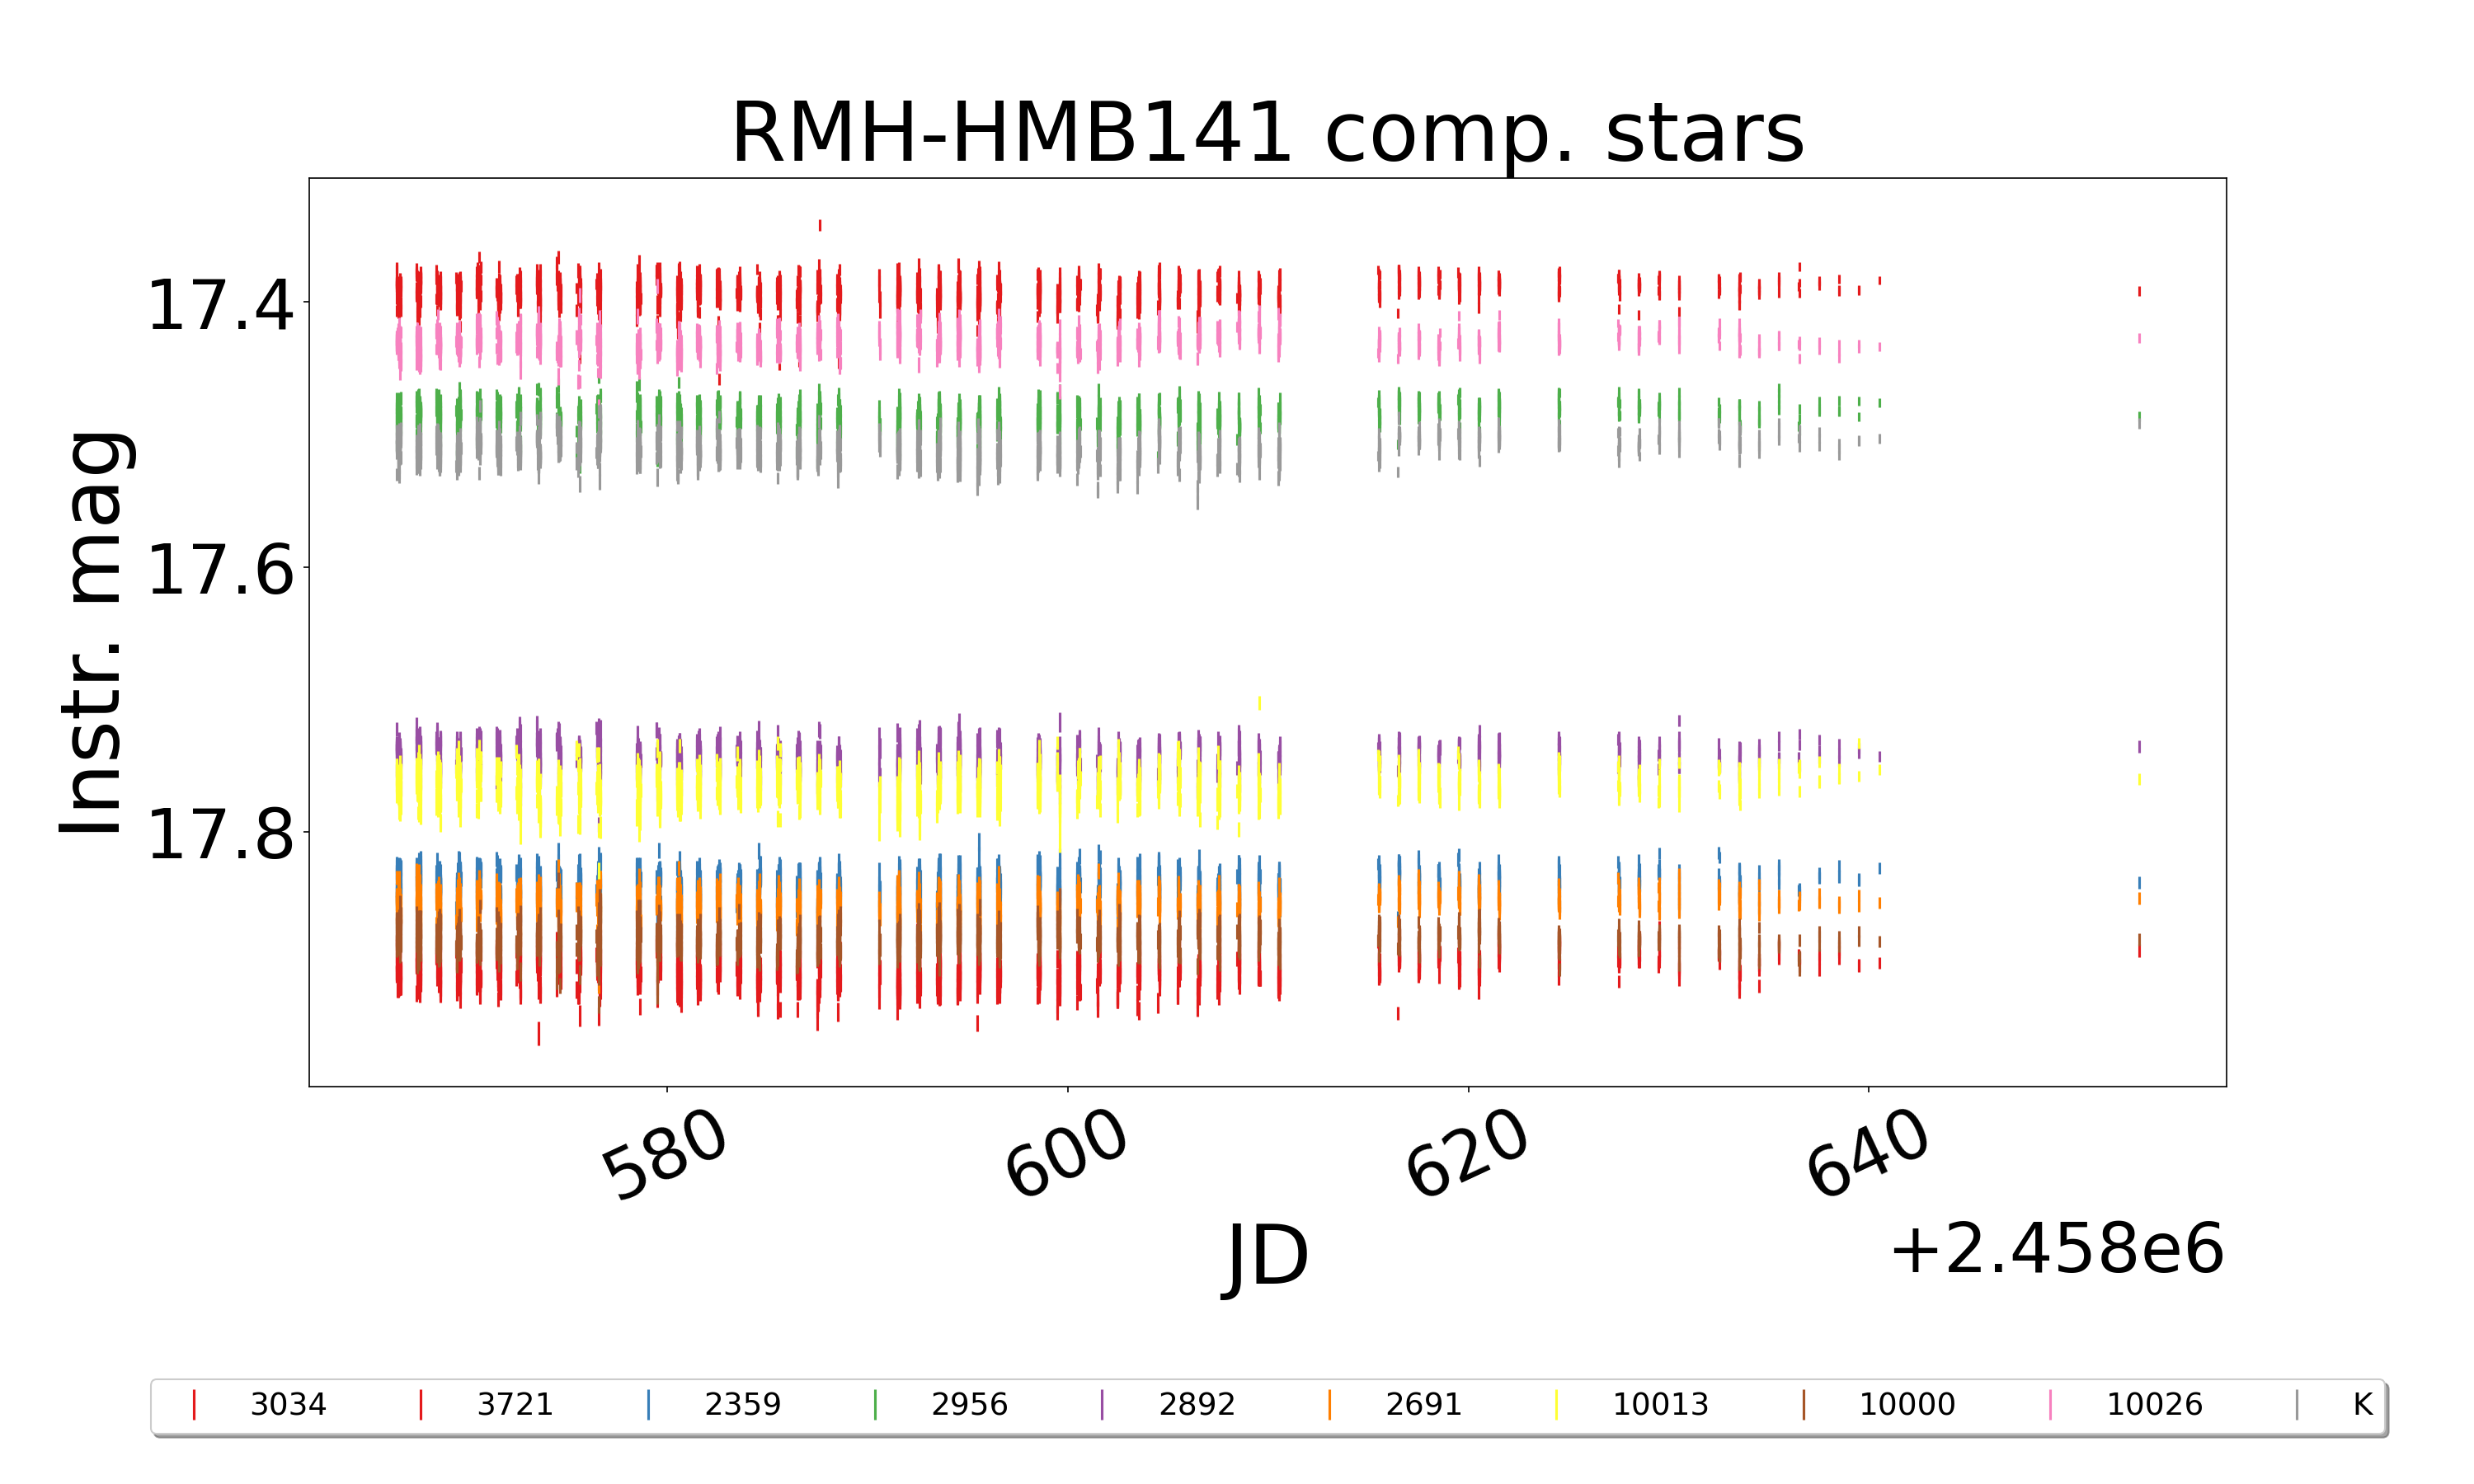 RMH-HMB141 comp. stars
Instr. mag
17.4
17.6
17.8
580 600 620 640
JD
+2.458e6
3034 3721 2359 2956 2892 2691 10013 10000 10026 K